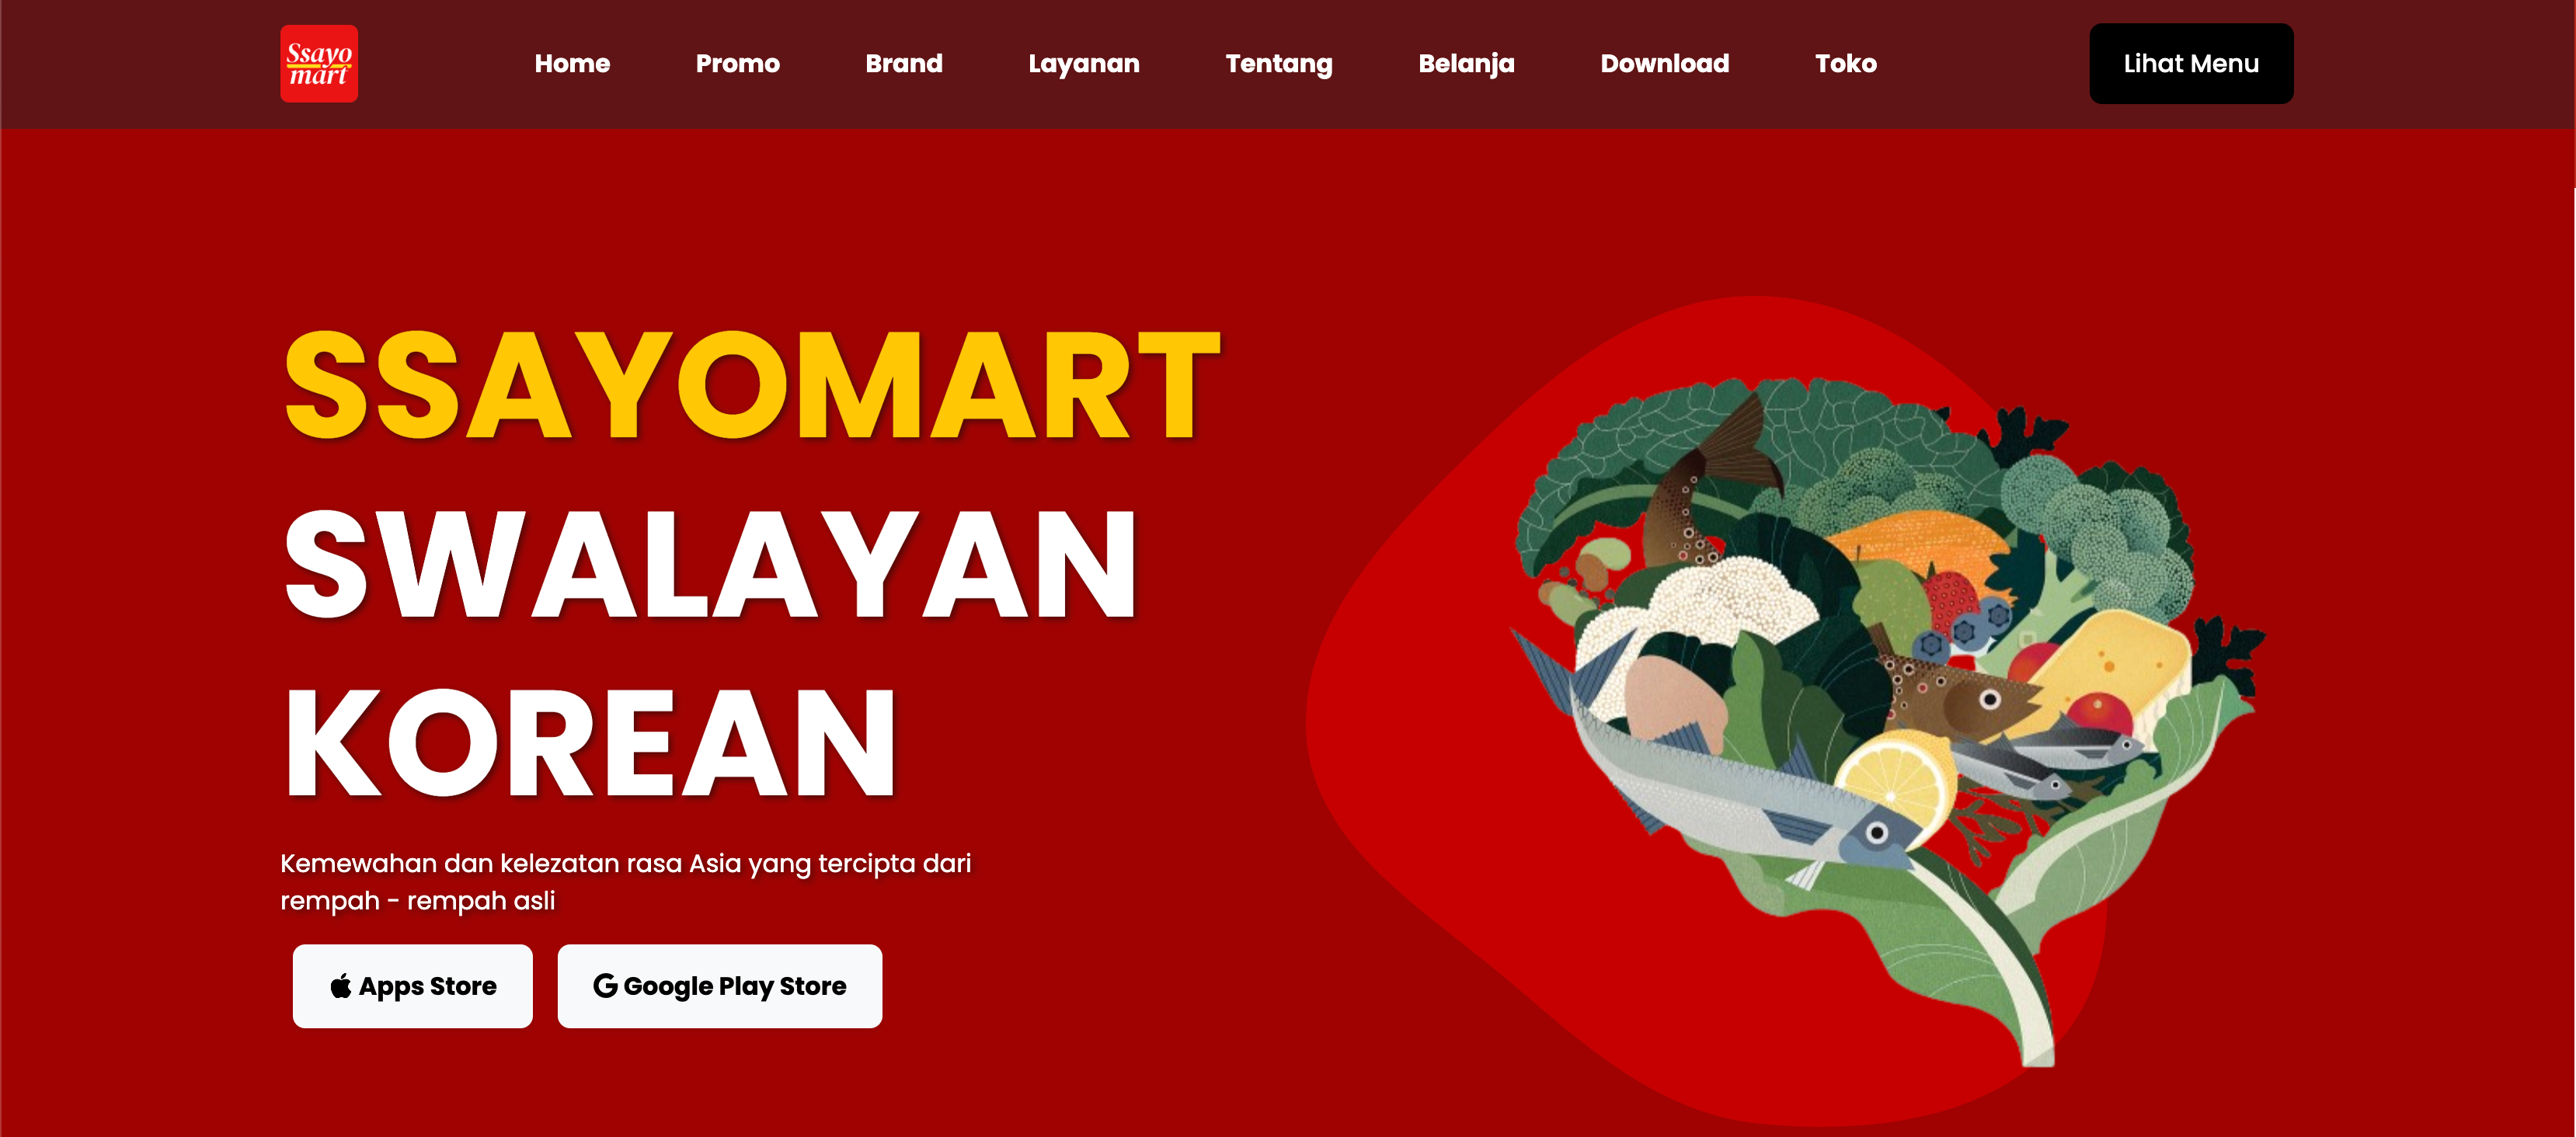 Ssayo
mart
Home Promo Brand Layanan Tentang Belanja Download Toko Lihat Menu
SSAYOMART
SWALAYAN
KOREAN
Kemewahan dan kelezatan rasa Asia yang tercipta dari
rempah - rempah asli
Apps Store Google Play Store